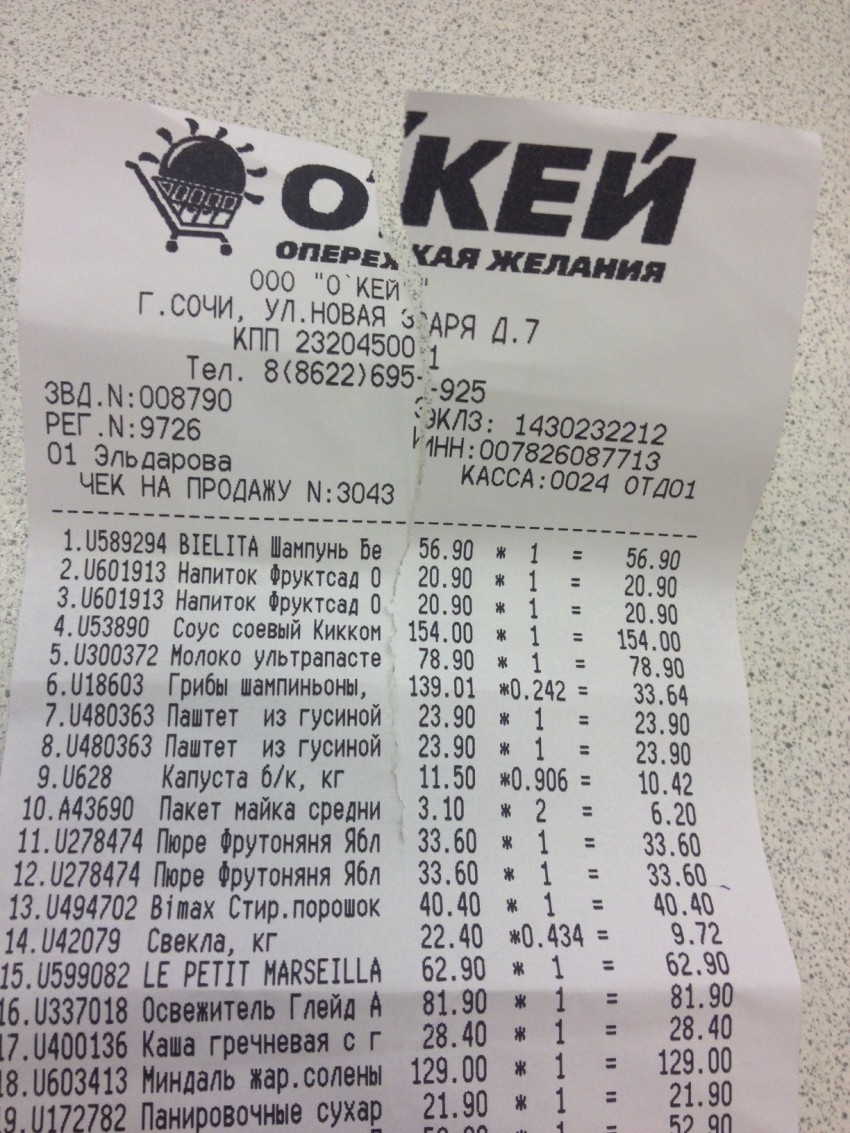 О'КЕЙ
ОПЕРЕЖАЯ ЖЕЛАНИЯ
ООО "О`КЕЙ"
Г.СОЧИ, УЛ.НОВАЯ ЗАРЯ Д.7
КПП 232045001
Тел. 8(8622)695-925
ЗВД.N:008790 ЭКЛЗ: 1430232212
РЕГ.N:9726 ИНН:007826087713
01 Эльдарова КАССА:0024 ОТД01
ЧЕК НА ПРОДАЖУ N:3043
1.U589294 BIELITA Шампунь Бе 56.90 * 1 = 56.90
2.U601913 Напиток Фруктсад О 20.90 * 1 = 20.90
3.U601913 Напиток Фруктсад О 20.90 * 1 = 20.90
4.U53890 Соус соевый Кикком 154.00 * 1 = 154.00
5.U300372 Молоко ультрапасте 78.90 * 1 = 78.90
6.U18603 Грибы шампиньоны, 139.01 *0.242 = 33.64
7.U480363 Паштет из гусиной 23.90 * 1 = 23.90
8.U480363 Паштет из гусиной 23.90 * 1 = 23.90
9.U628 Капуста б/к, кг 11.50 *0.906 = 10.42
10.A43690 Пакет майка средни 3.10 * 2 = 6.20
11.U278474 Пюре Фрутоняня Ябл 33.60 * 1 = 33.60
12.U278474 Пюре Фрутоняня Ябл 33.60 * 1 = 33.60
13.U494702 Bimax Стир.порошок 40.40 * 1 = 40.40
14.U42079 Свекла, кг 22.40 *0.434 = 9.72
15.U599082 LE PETIT MARSEILLA 62.90 * 1 = 62.90
16.U337018 Освежитель Глейд А 81.90 * 1 = 81.90
17.U400136 Каша гречневая с г 28.40 * 1 = 28.40
18.U603413 Миндаль жар.солены 129.00 * 1 = 129.00
19.U172782 Панировочные сухар 21.90 * 1 = 21.90
52.90